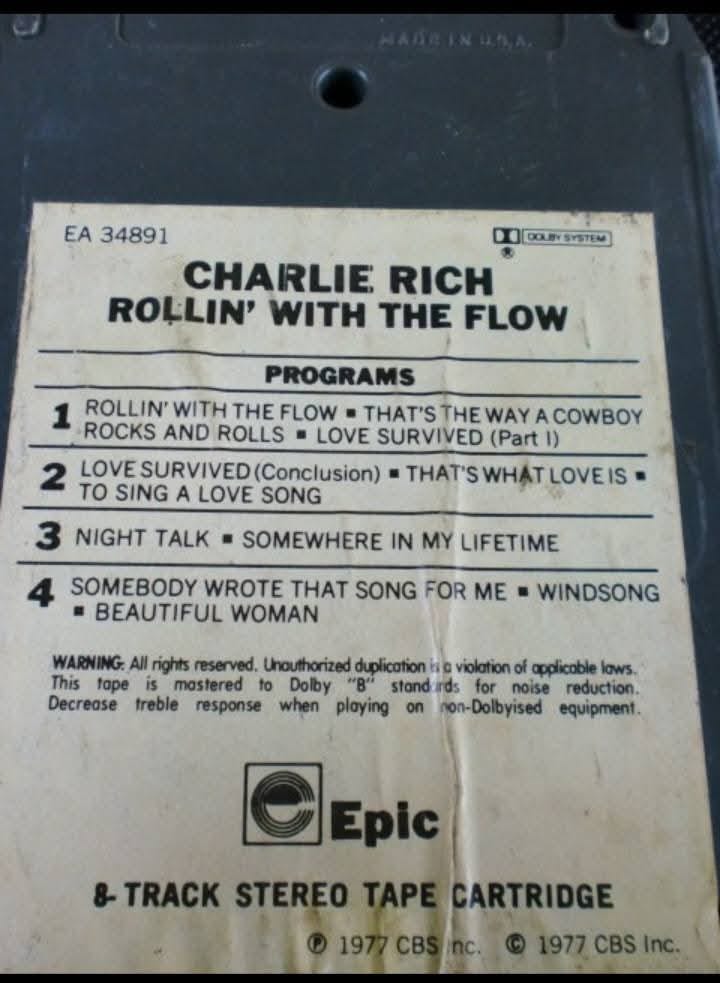 MADE IN U.S.A.
EA 34891
DOLBY SYSTEM
®
CHARLIE RICH
ROLLIN' WITH THE FLOW
PROGRAMS
1 ROLLIN' WITH THE FLOW ▪ THAT'S THE WAY A COWBOY
ROCKS AND ROLLS ▪ LOVE SURVIVED (Part I)
2 LOVE SURVIVED (Conclusion) ▪ THAT'S WHAT LOVE IS ▪
TO SING A LOVE SONG
3 NIGHT TALK ▪ SOMEWHERE IN MY LIFETIME
4 SOMEBODY WROTE THAT SONG FOR ME ▪ WINDSONG
▪ BEAUTIFUL WOMAN
WARNING: All rights reserved. Unauthorized duplication is a violation of applicable laws.
This tape is mastered to Dolby "B" standards for noise reduction.
Decrease treble response when playing on non-Dolbyised equipment.
Epic
8-TRACK STEREO TAPE CARTRIDGE
℗ 1977 CBS Inc. © 1977 CBS Inc.